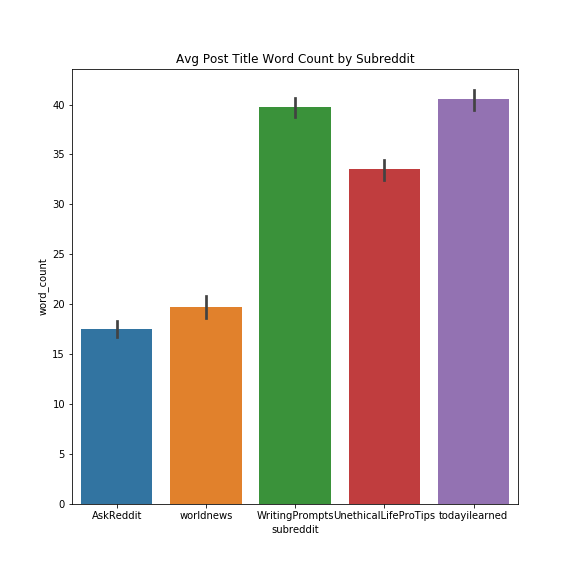 Avg Post Title Word Count by Subreddit
word_count
40
35
30
25
20
15
10
5
0
AskReddit worldnews WritingPrompts UnethicalLifeProTips todayilearned
subreddit